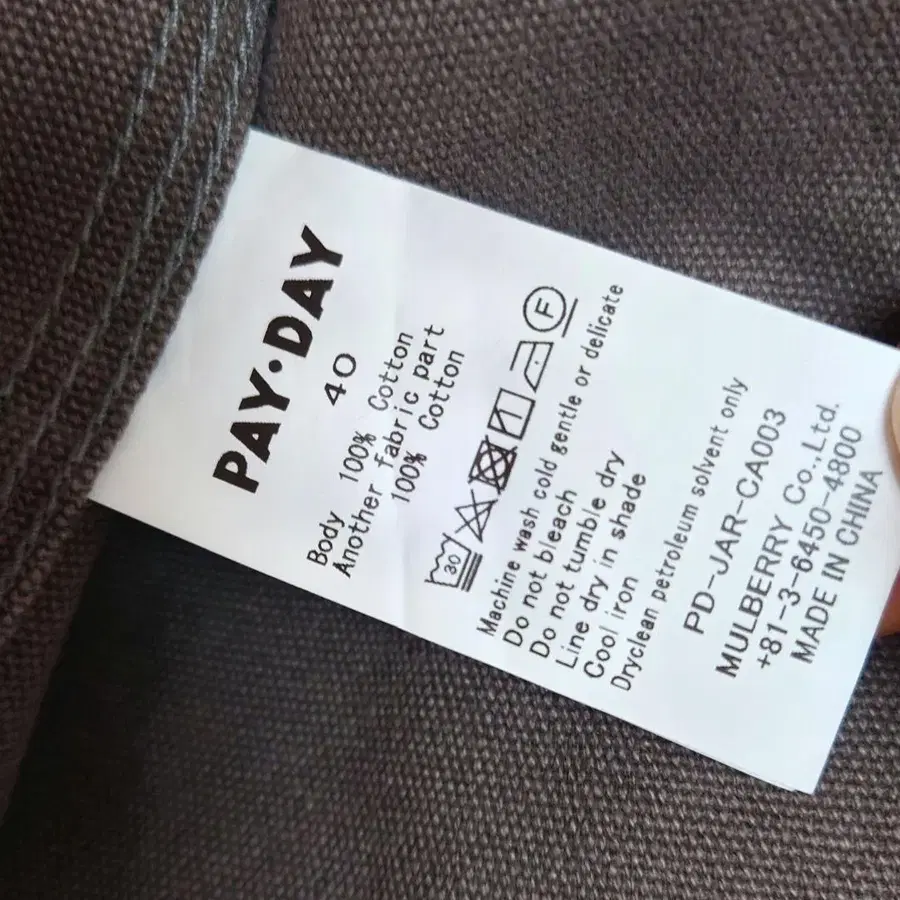 PAY·DAY
40
Body 100% Cotton
Another fabric part
100% Cotton
30 F
Machine wash cold gentle or delicate
Do not bleach
Do not tumble dry
Line dry in shade
Cool iron
Dryclean petroleum solvent only
PD-JAR-CA003
MULBERRY Co.,Ltd.
+81-3-6450-4800
MADE IN CHINA